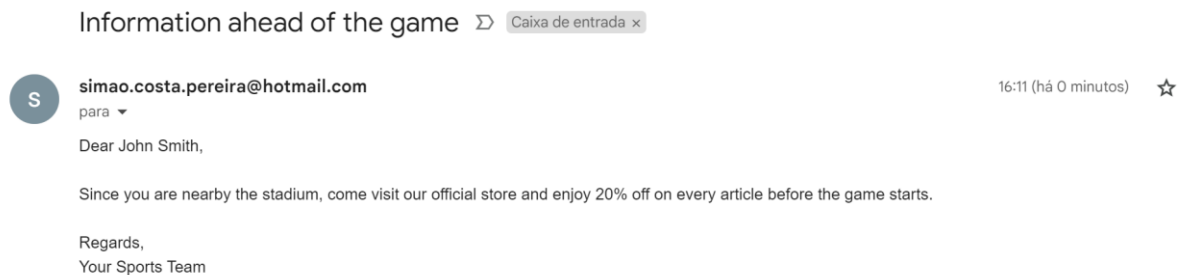 Information ahead of the game Caixa de entrada ×
S simao.costa.pereira@hotmail.com 16:11 (há 0 minutos)
para
Dear John Smith,
Since you are nearby the stadium, come visit our official store and enjoy 20% off on every article before the game starts.
Regards,
Your Sports Team